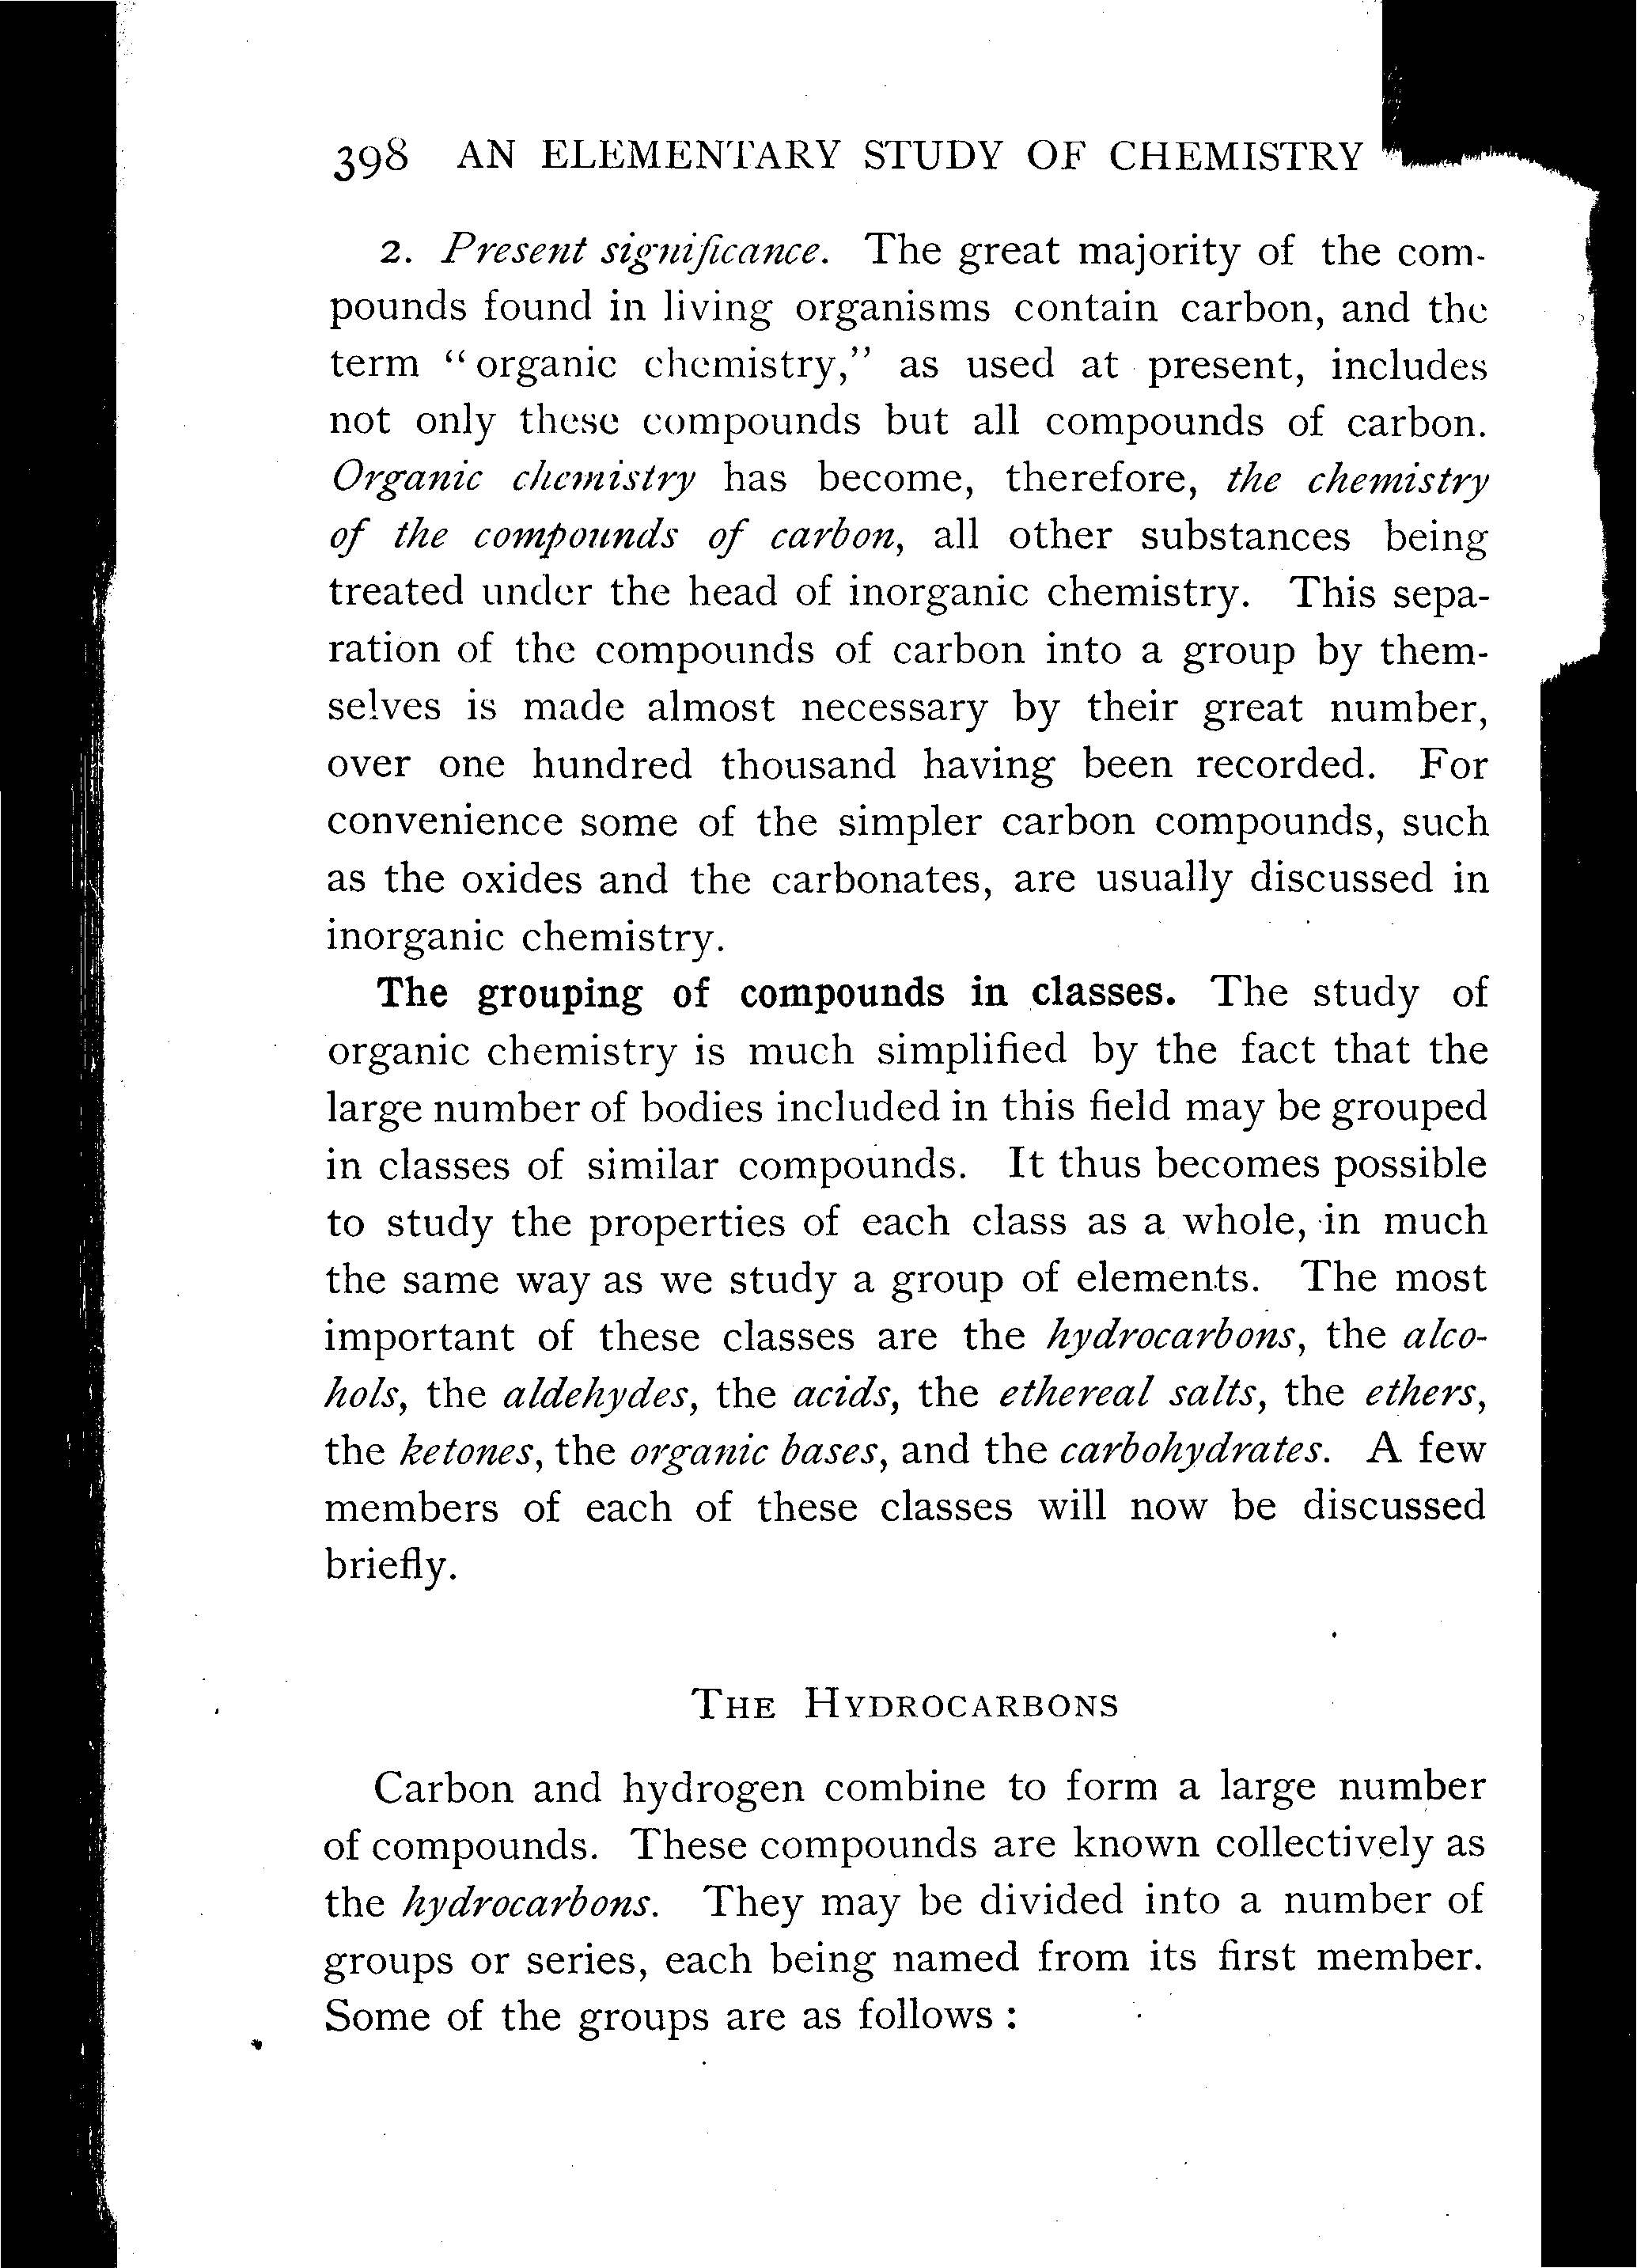 398 AN ELEMENTARY STUDY OF CHEMISTRY
2. Present significance. The great majority of the com-
pounds found in living organisms contain carbon, and the
term “organic chemistry,” as used at present, includes
not only these compounds but all compounds of carbon.
Organic chemistry has become, therefore, the chemistry
of the compounds of carbon, all other substances being
treated under the head of inorganic chemistry. This sepa-
ration of the compounds of carbon into a group by them-
selves is made almost necessary by their great number,
over one hundred thousand having been recorded. For
convenience some of the simpler carbon compounds, such
as the oxides and the carbonates, are usually discussed in
inorganic chemistry.
The grouping of compounds in classes. The study of
organic chemistry is much simplified by the fact that the
large number of bodies included in this field may be grouped
in classes of similar compounds. It thus becomes possible
to study the properties of each class as a whole, in much
the same way as we study a group of elements. The most
important of these classes are the hydrocarbons, the alco-
hols, the aldehydes, the acids, the ethereal salts, the ethers,
the ketones, the organic bases, and the carbohydrates. A few
members of each of these classes will now be discussed
briefly.
THE HYDROCARBONS
Carbon and hydrogen combine to form a large number
of compounds. These compounds are known collectively as
the hydrocarbons. They may be divided into a number of
groups or series, each being named from its first member.
Some of the groups are as follows :